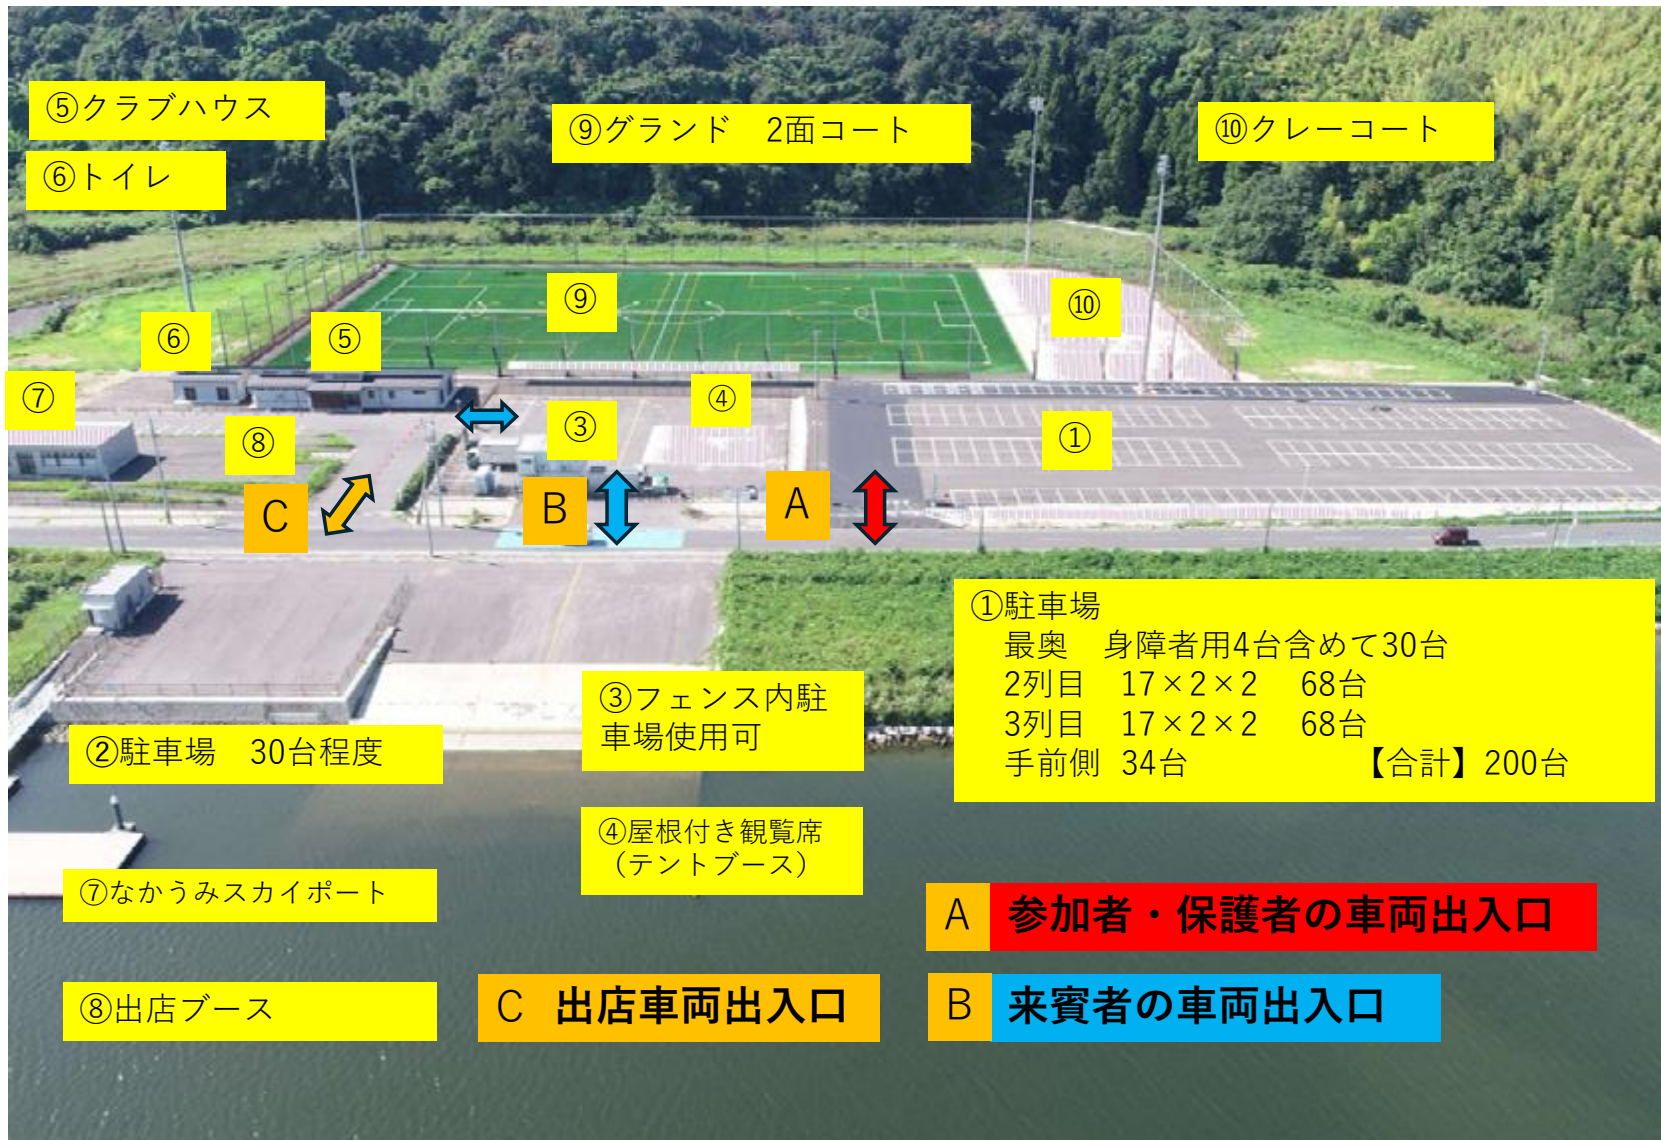 ⑤クラブハウス
⑥トイレ
⑨グランド　2面コート
⑩クレーコート
⑨
⑩
⑥
⑤
⑦
④
⑧
③
①
C
B
A
①駐車場
最奥　身障者用4台含めて30台
2列目　17×2×2　68台
3列目　17×2×2　68台
手前側　34台　【合計】200台
③フェンス内駐
車場使用可
②駐車場　30台程度
④屋根付き観覧席
（テントブース）
⑦なかうみスカイポート
A 参加者・保護者の車両出入口
⑧出店ブース
C 出店車両出入口
B 来賓者の車両出入口